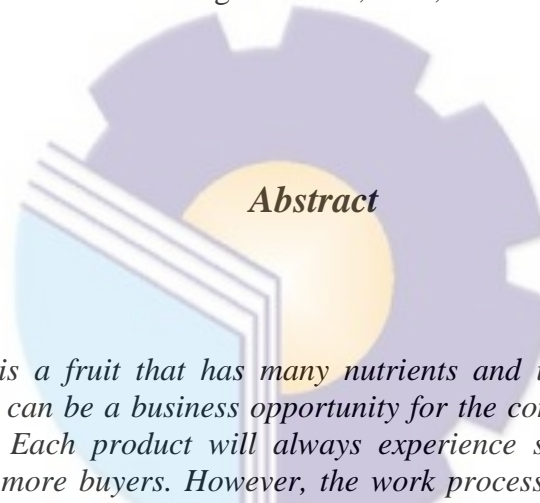 Abstract
is a fruit that has many nutrients and
can be a business opportunity for the
Each product will always experience
more buyers. However, the work process